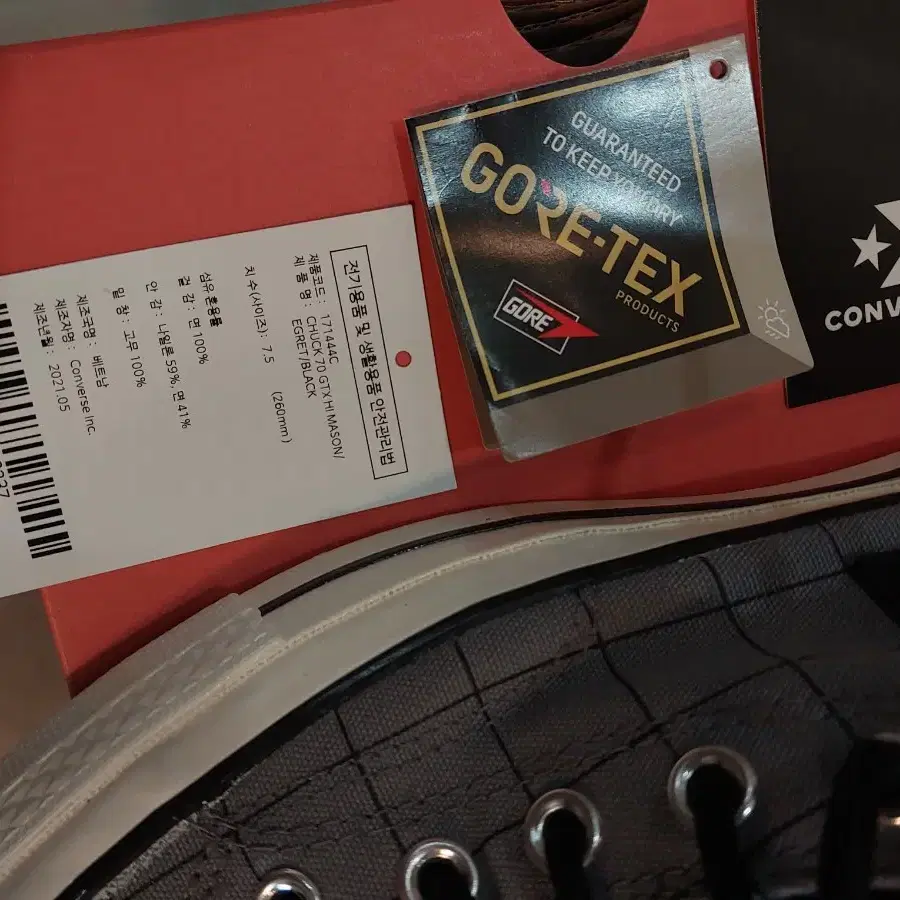 전기용품 및 생활용품 안전관리법
제품코드 : 171444C
제 품 명 : CHUCK 70 GTX HI MASON/
EGRET/BLACK
치 수(사이즈) : 7.5 (260mm)
섬유혼용률
겉 감 : 면 100%
안 감 : 나일론 59%, 면 41%
밑 창 : 고무 100%
제조국명 : 베트남
제조자명 : Converse Inc.
제조년월 : 2021.05
GUARANTEED
TO KEEP YOU DRY
GORE-TEX
PRODUCTS
GORE